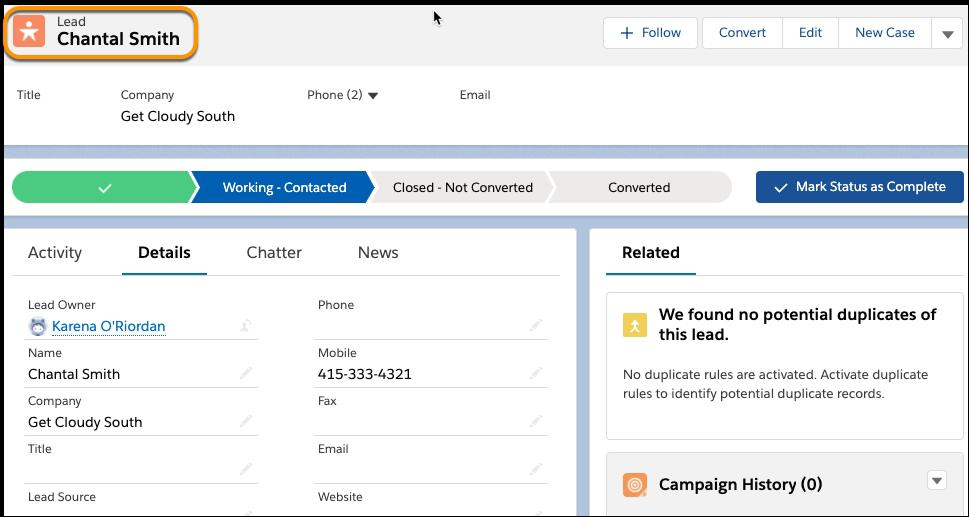 Lead
Chantal Smith
+ Follow
Convert
Edit
New Case
Title
Company
Phone (2)
Email
Get Cloudy South
Working - Contacted
Closed - Not Converted
Converted
Mark Status as Complete
Activity
Details
Chatter
News
Lead Owner
Karena O'Riordan
Phone
Name
Chantal Smith
Mobile
415-333-4321
Company
Get Cloudy South
Fax
Title
Email
Lead Source
Website
Related
We found no potential duplicates of
this lead.
No duplicate rules are activated. Activate duplicate
rules to identify potential duplicate records.
Campaign History (0)